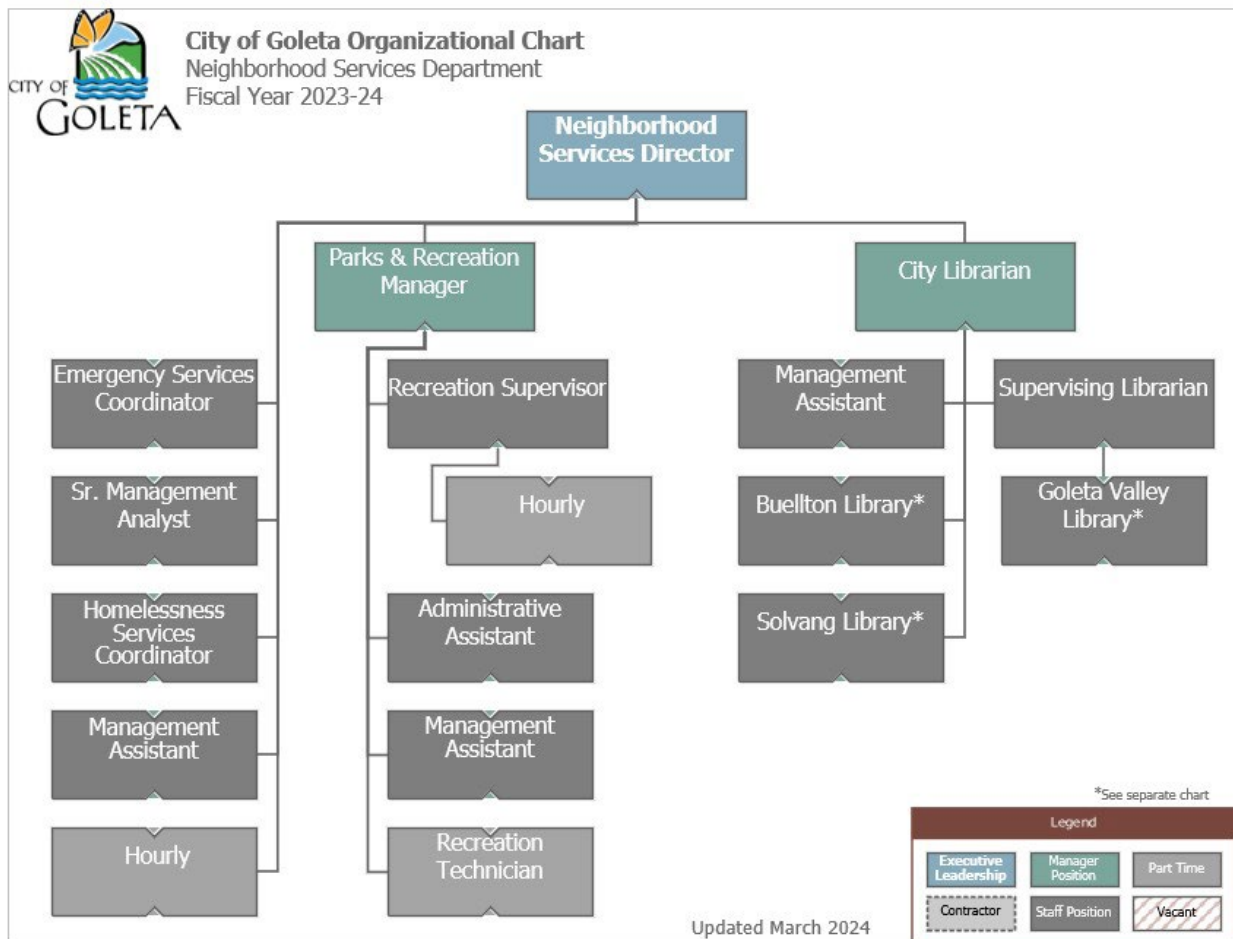 CITY OF
GOLETA
City of Goleta Organizational Chart
Neighborhood Services Department
Fiscal Year 2023-24
Neighborhood
Services Director
Parks & Recreation
Manager
City Librarian
Emergency Services
Coordinator
Recreation Supervisor
Management
Assistant
Supervising Librarian
Sr. Management
Analyst
Hourly
Buellton Library*
Goleta Valley
Library*
Homelessness
Services
Coordinator
Administrative
Assistant
Solvang Library*
Management
Assistant
Management
Assistant
Hourly
Recreation
Technician
*See separate chart
Legend
Executive
Leadership
Manager
Position
Part Time
Contractor
Staff Position
Vacant
Updated March 2024